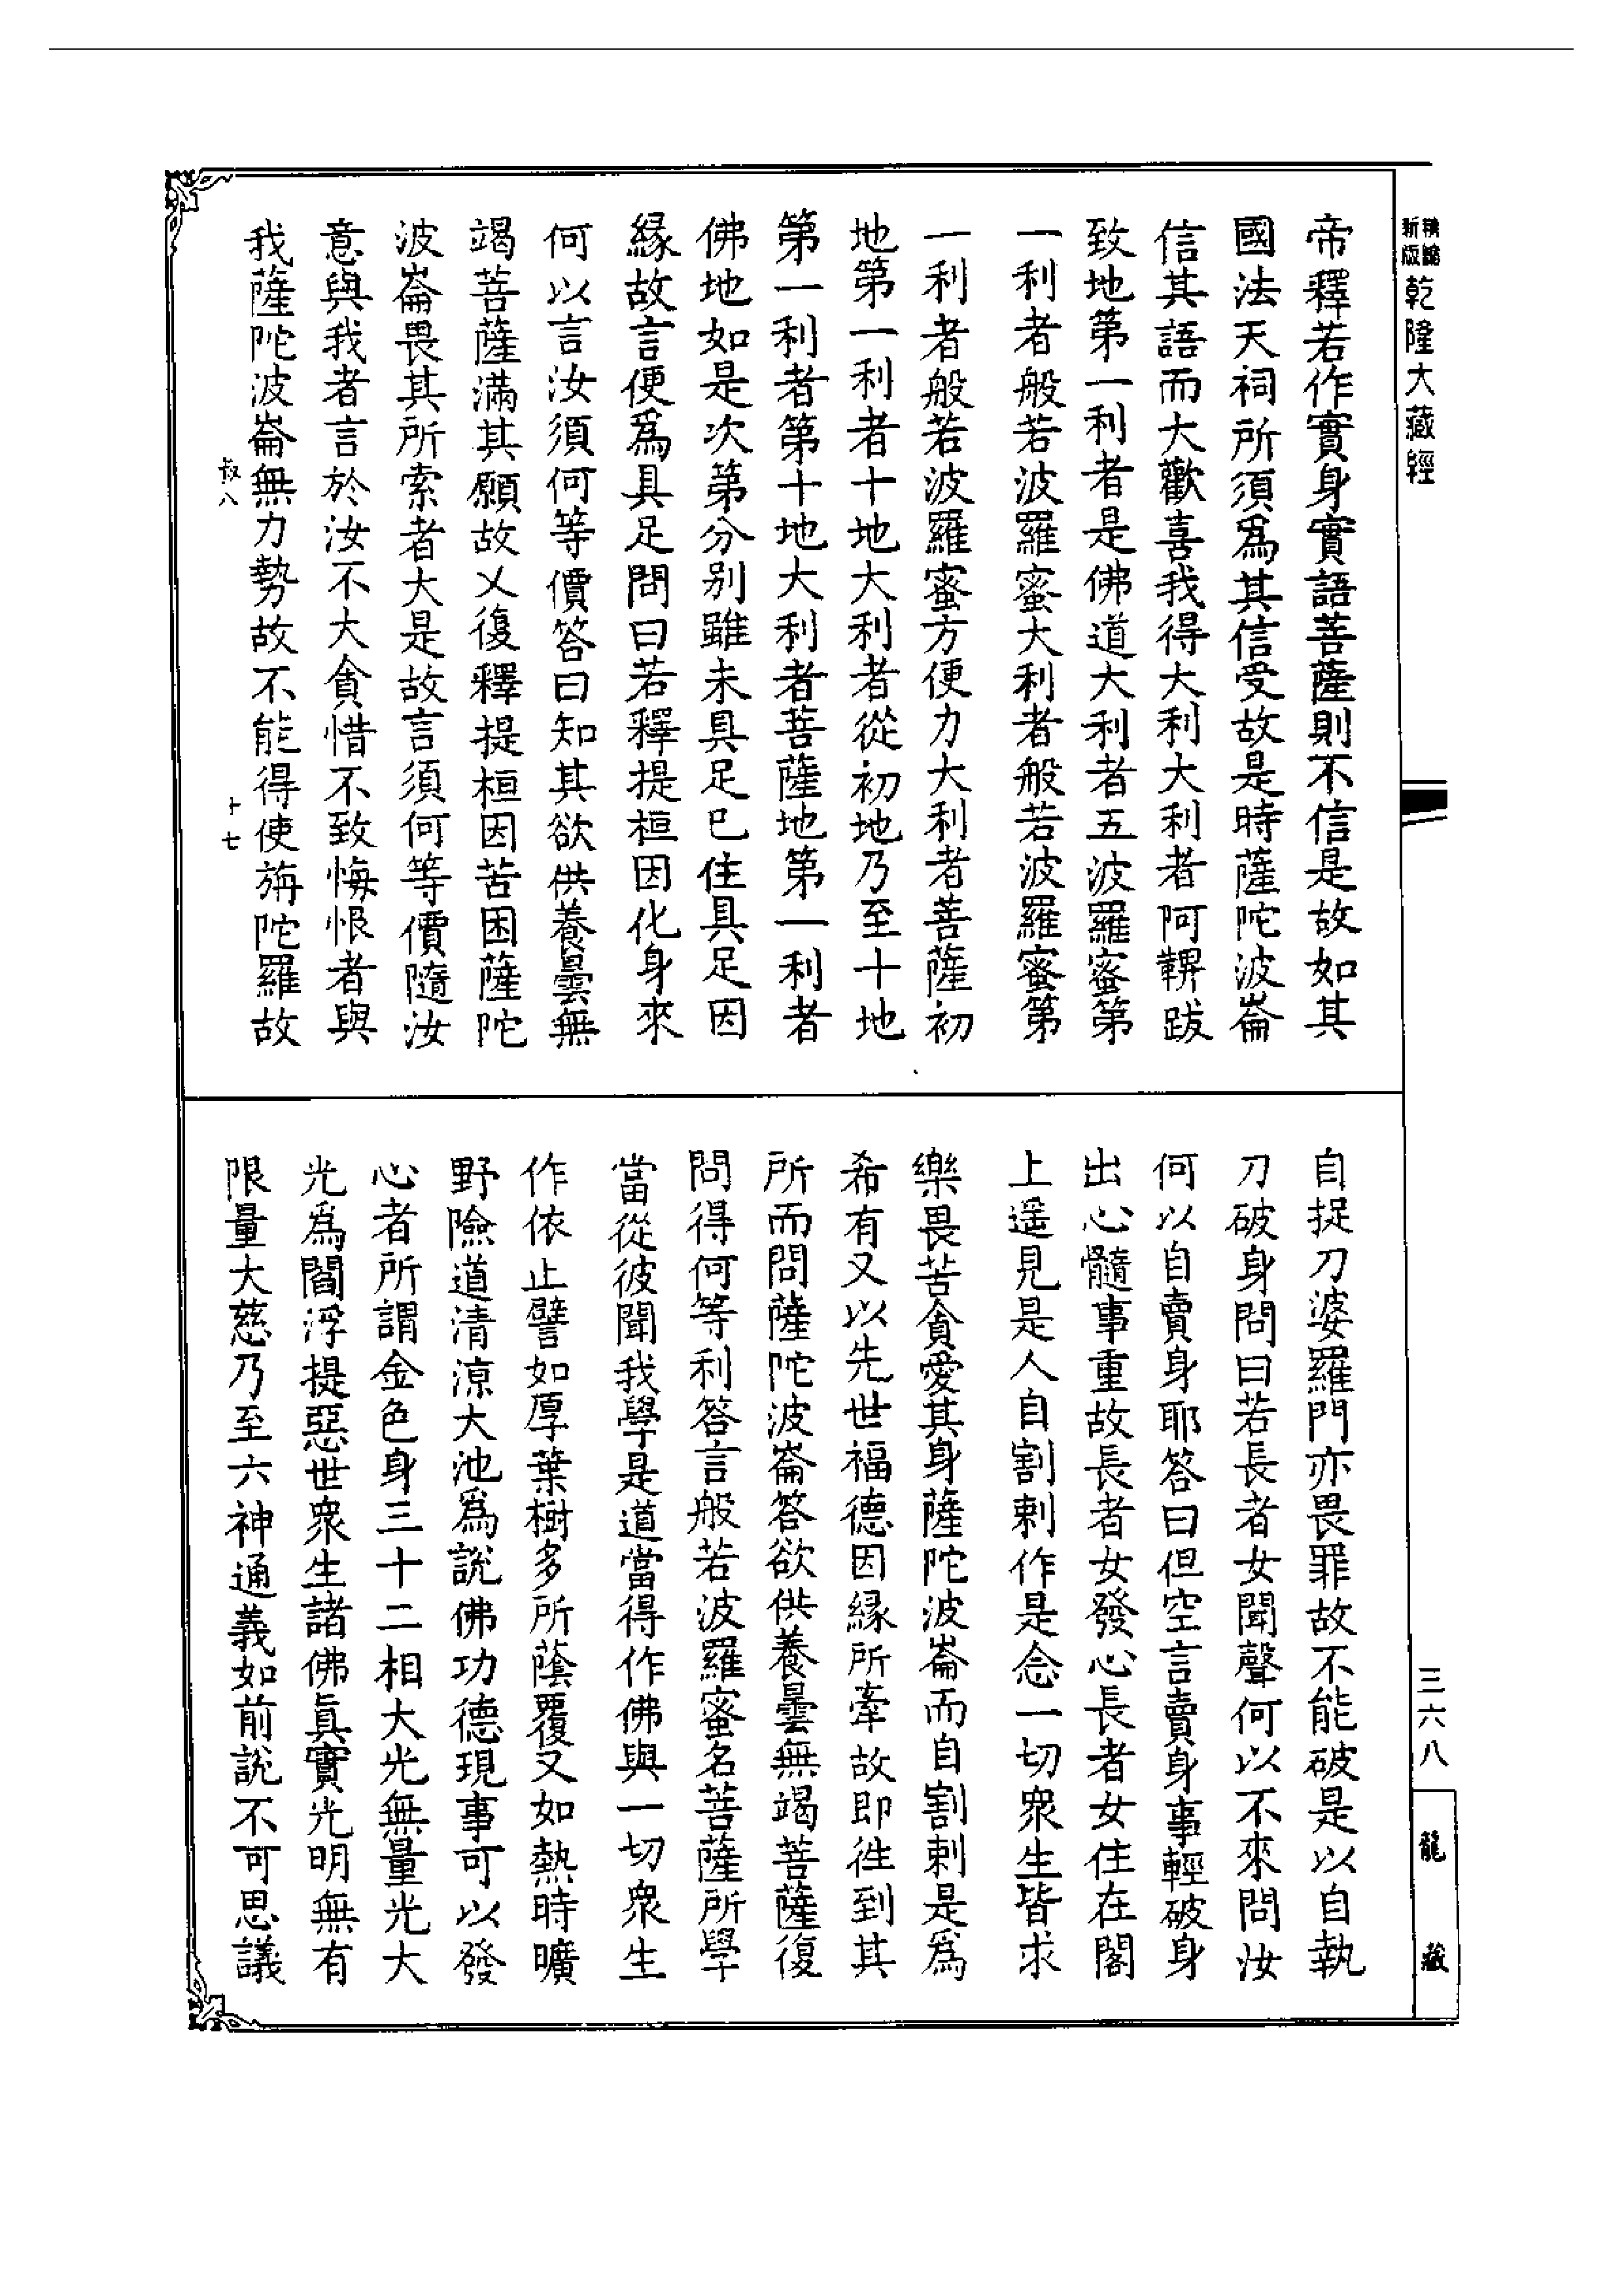 新版
乾隆大藏經
帝釋若作實身實語菩薩則不信是故如其
國法天祠所須爲其信受故是時薩陀波崙
信其語而大歡喜我得大利大利者阿鞞跋
致地第一利者是佛道大利者五波羅蜜第
一利者般若波羅蜜大利者般若波羅蜜第
一利者般若波羅蜜方便力大利者菩薩初
地第一利者十地大利者從初地乃至十地
第一利者第十地大利者菩薩地第一利者
佛地如是次第分別雖未具足已住具足因
緣故言便爲具足問曰若釋提桓因化身來
何以言汝須何等價答曰知其欲供養曇無
竭菩薩滿其願故又復釋提桓因苦困薩陀
波崙畏其所索者大是故言須何等價隨汝
意與我者言於汝不大貪惜不致悔恨者與
我薩陀波崙無力勢故不能得使旃陀羅故
叔八
十七
自捉刀婆羅門亦畏罪故不能破是以自執
刀破身問曰若長者女聞聲何以不來問汝
何以自賣身耶答曰但空言賣身事輕破身
出心髓事重故長者女發心長者女住在閣
上遥見是人自割刺作是念一切衆生皆求
樂畏苦貪愛其身薩陀波崙而自割刺是爲
希有又以先世福德因緣所牽故即徃到其
所而問薩陀波崙答欲供養曇無竭菩薩復
問得何等利答言般若波羅蜜名菩薩所學
當從彼聞我學是道當得作佛與一切衆生
作依止譬如厚葉樹多所蔭覆又如熱時曠
野險道清涼大池爲說佛功德現事可以發
心者所謂金色身三十二相大光無量光大
光爲閻浮提惡世衆生諸佛眞實光明無有
限量大慈乃至六神通義如前說不可思議
三六八
龍藏